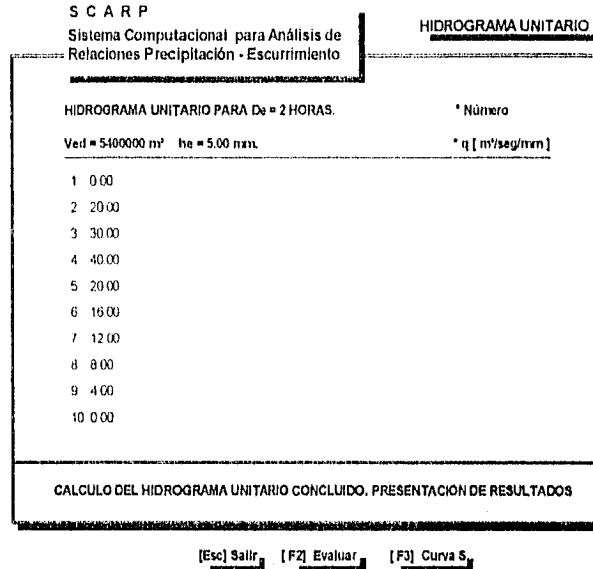 S C A R P
Sistema Computacional para Análisis de
Relaciones Precipitación - Escurrimiento
HIDROGRAMA UNITARIO
HIDROGRAMA UNITARIO PARA De = 2 HORAS.
* Número
Ved = 5400000 m³ he = 5.00 mm.
* q [ m³/seg/mm ]
1 0.00
2 20.00
3 30.00
4 40.00
5 20.00
6 16.00
7 12.00
8 8.00
9 4.00
10 0.00
CALCULO DEL HIDROGRAMA UNITARIO CONCLUIDO. PRESENTACION DE RESULTADOS
[Esc] Salir [ F2] Evaluar [ F3] Curva S